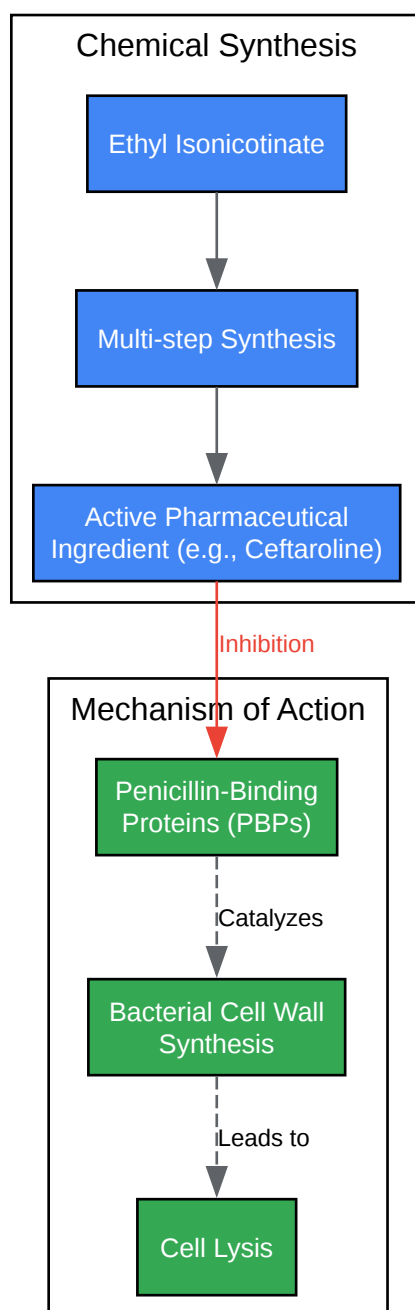 Chemical Synthesis
Ethyl Isonicotinate
Multi-step Synthesis
Active Pharmaceutical
Ingredient (e.g., Ceftaroline)
Inhibition
Mechanism of Action
Penicillin-Binding
Proteins (PBPs)
Catalyzes
Bacterial Cell Wall
Synthesis
Leads to
Cell Lysis